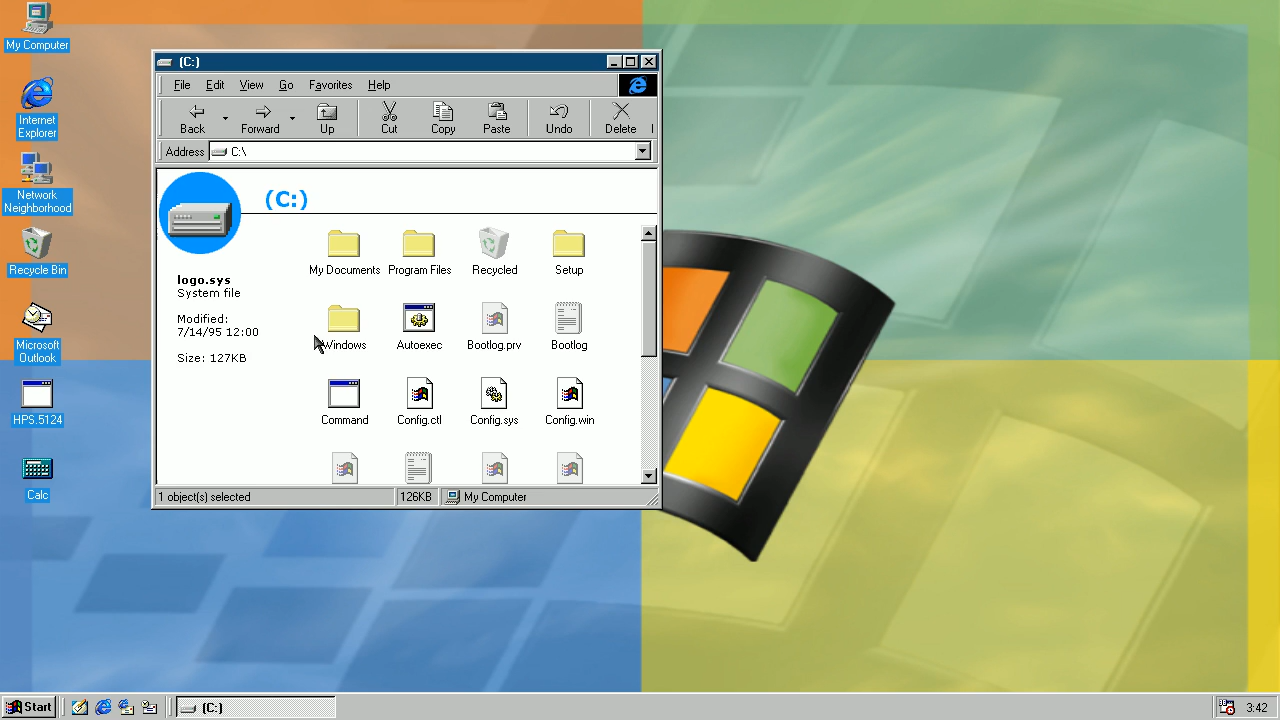 My Computer
Internet
Explorer
Network
Neighborhood
Recycle Bin
Microsoft
Outlook
HPS.5124
Calc
(C:)
File Edit View Go Favorites Help
Back Forward Up Cut Copy Paste Undo Delete
Address C:\
(C:)
logo.sys
System file
Modified:
7/14/95 12:00
Size: 127KB
My Documents Program Files Recycled Setup
Windows Autoexec Bootlog.prv Bootlog
Command Config.ctl Config.sys Config.win
1 object(s) selected 126KB My Computer
Start (C:) 3:42